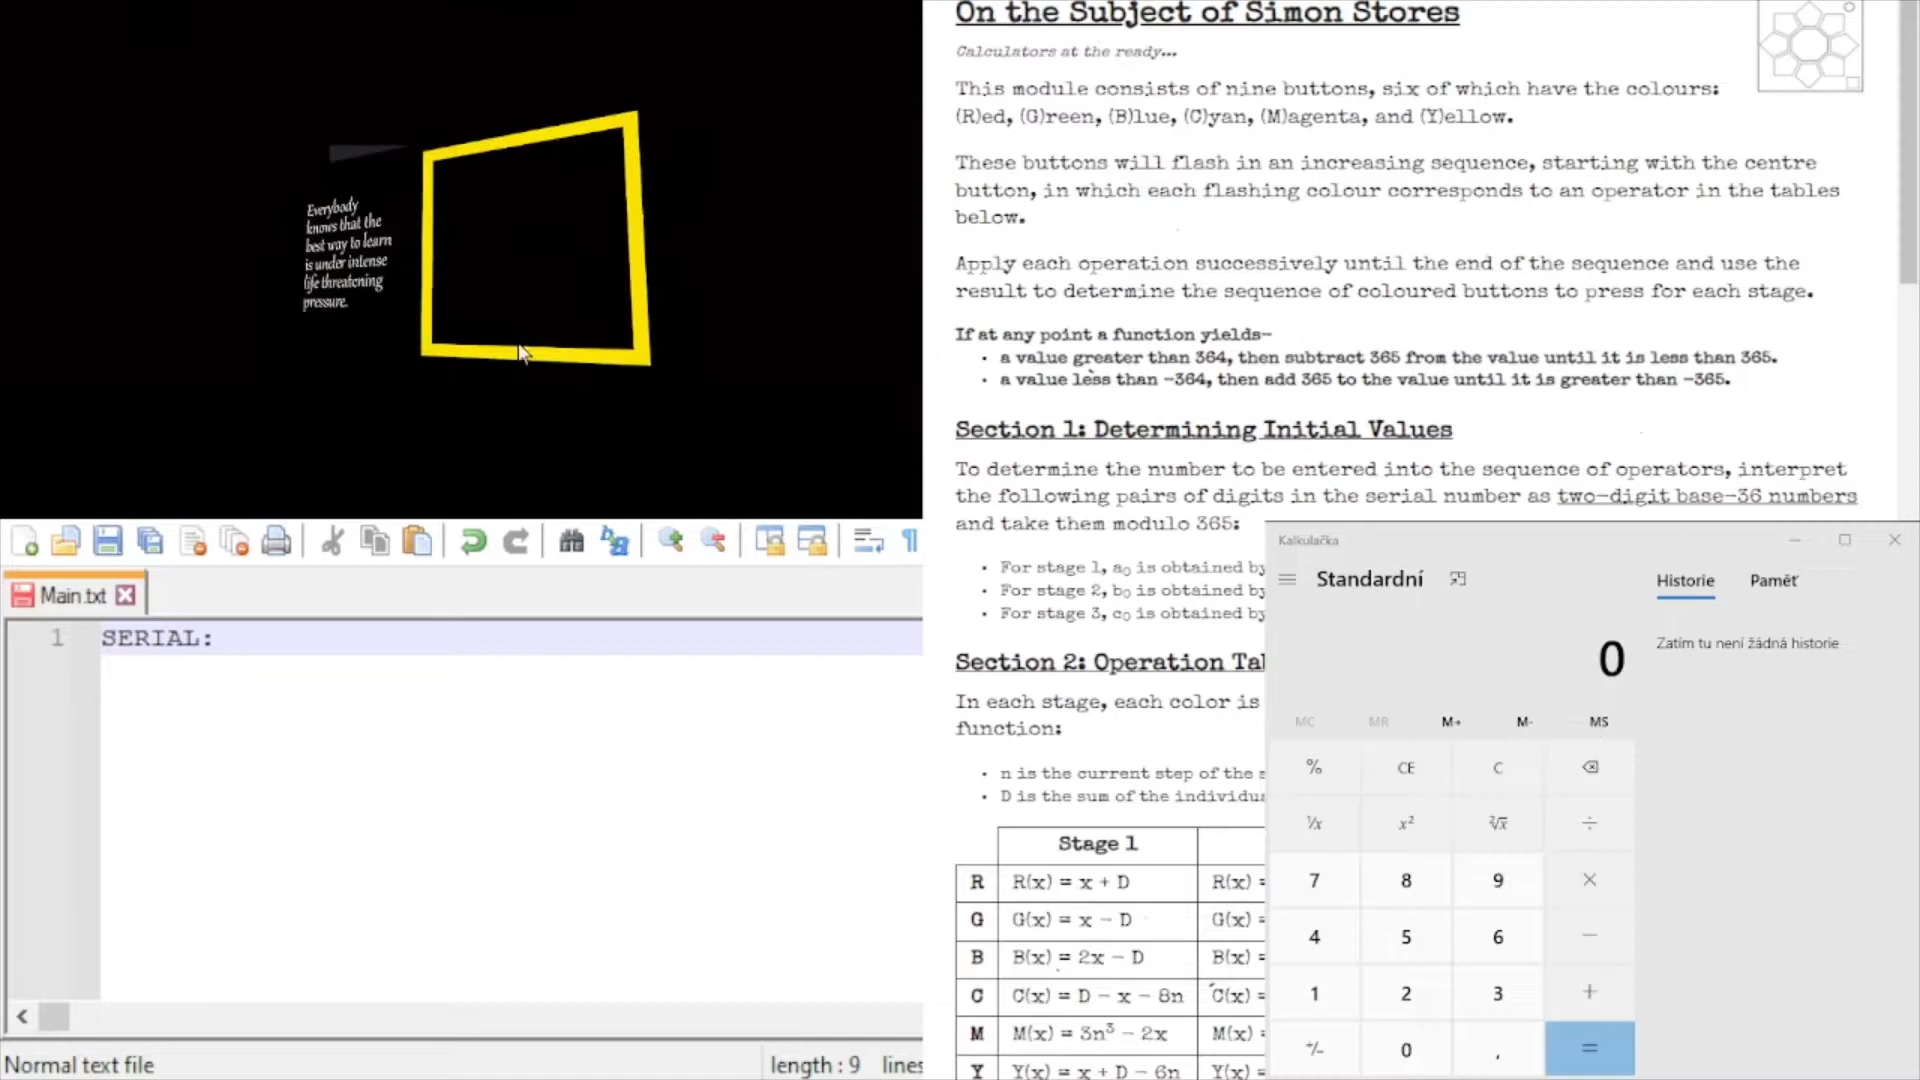 Everybody
knows that the
best way to learn
is under intense
life threatening
pressure.
On the Subject of Simon Stores
Calculators at the ready...
This module consists of nine buttons, six of which have the colours:
(R)ed, (G)reen, (B)lue, (C)yan, (M)agenta, and (Y)ellow.
These buttons will flash in an increasing sequence, starting with the centre
button, in which each flashing colour corresponds to an operator in the tables
below.
Apply each operation successively until the end of the sequence and use the
result to determine the sequence of coloured buttons to press for each stage.
If at any point a function yields-
· a value greater than 364, then subtract 365 from the value until it is less than 365.
· a value less than -364, then add 365 to the value until it is greater than -365.
Section 1: Determining Initial Values
To determine the number to be entered into the sequence of operators, interpret
the following pairs of digits in the serial number as two-digit base-36 numbers
and take them modulo 365:
· For stage 1, a₀ is obtained by
· For stage 2, b₀ is obtained by
· For stage 3, c₀ is obtained by
Section 2: Operation
In each stage, each color is
function:
· n is the current step of the
· D is the sum of the
Stage 1
R R(x) = x + D R(x) =
G G(x) = x - D G(x) =
B B(x) = 2x - D B(x) =
C C(x) = D - x - 8n C(x) =
M M(x) = 3n³ - 2x M(x) =
Y Y(x) = x + D - 6n Y(x) =
Kalkulačka
Standardní
Historie Paměť
Zatím tu není žádná historie
0
MC MR M+ M- MS
% CE C
⅟x x² ²√x ÷
7 8 9 ×
4 5 6 −
1 2 3 +
+/- 0 , =
Main.txt
1 SERIAL:
Normal text file length : 9 lines